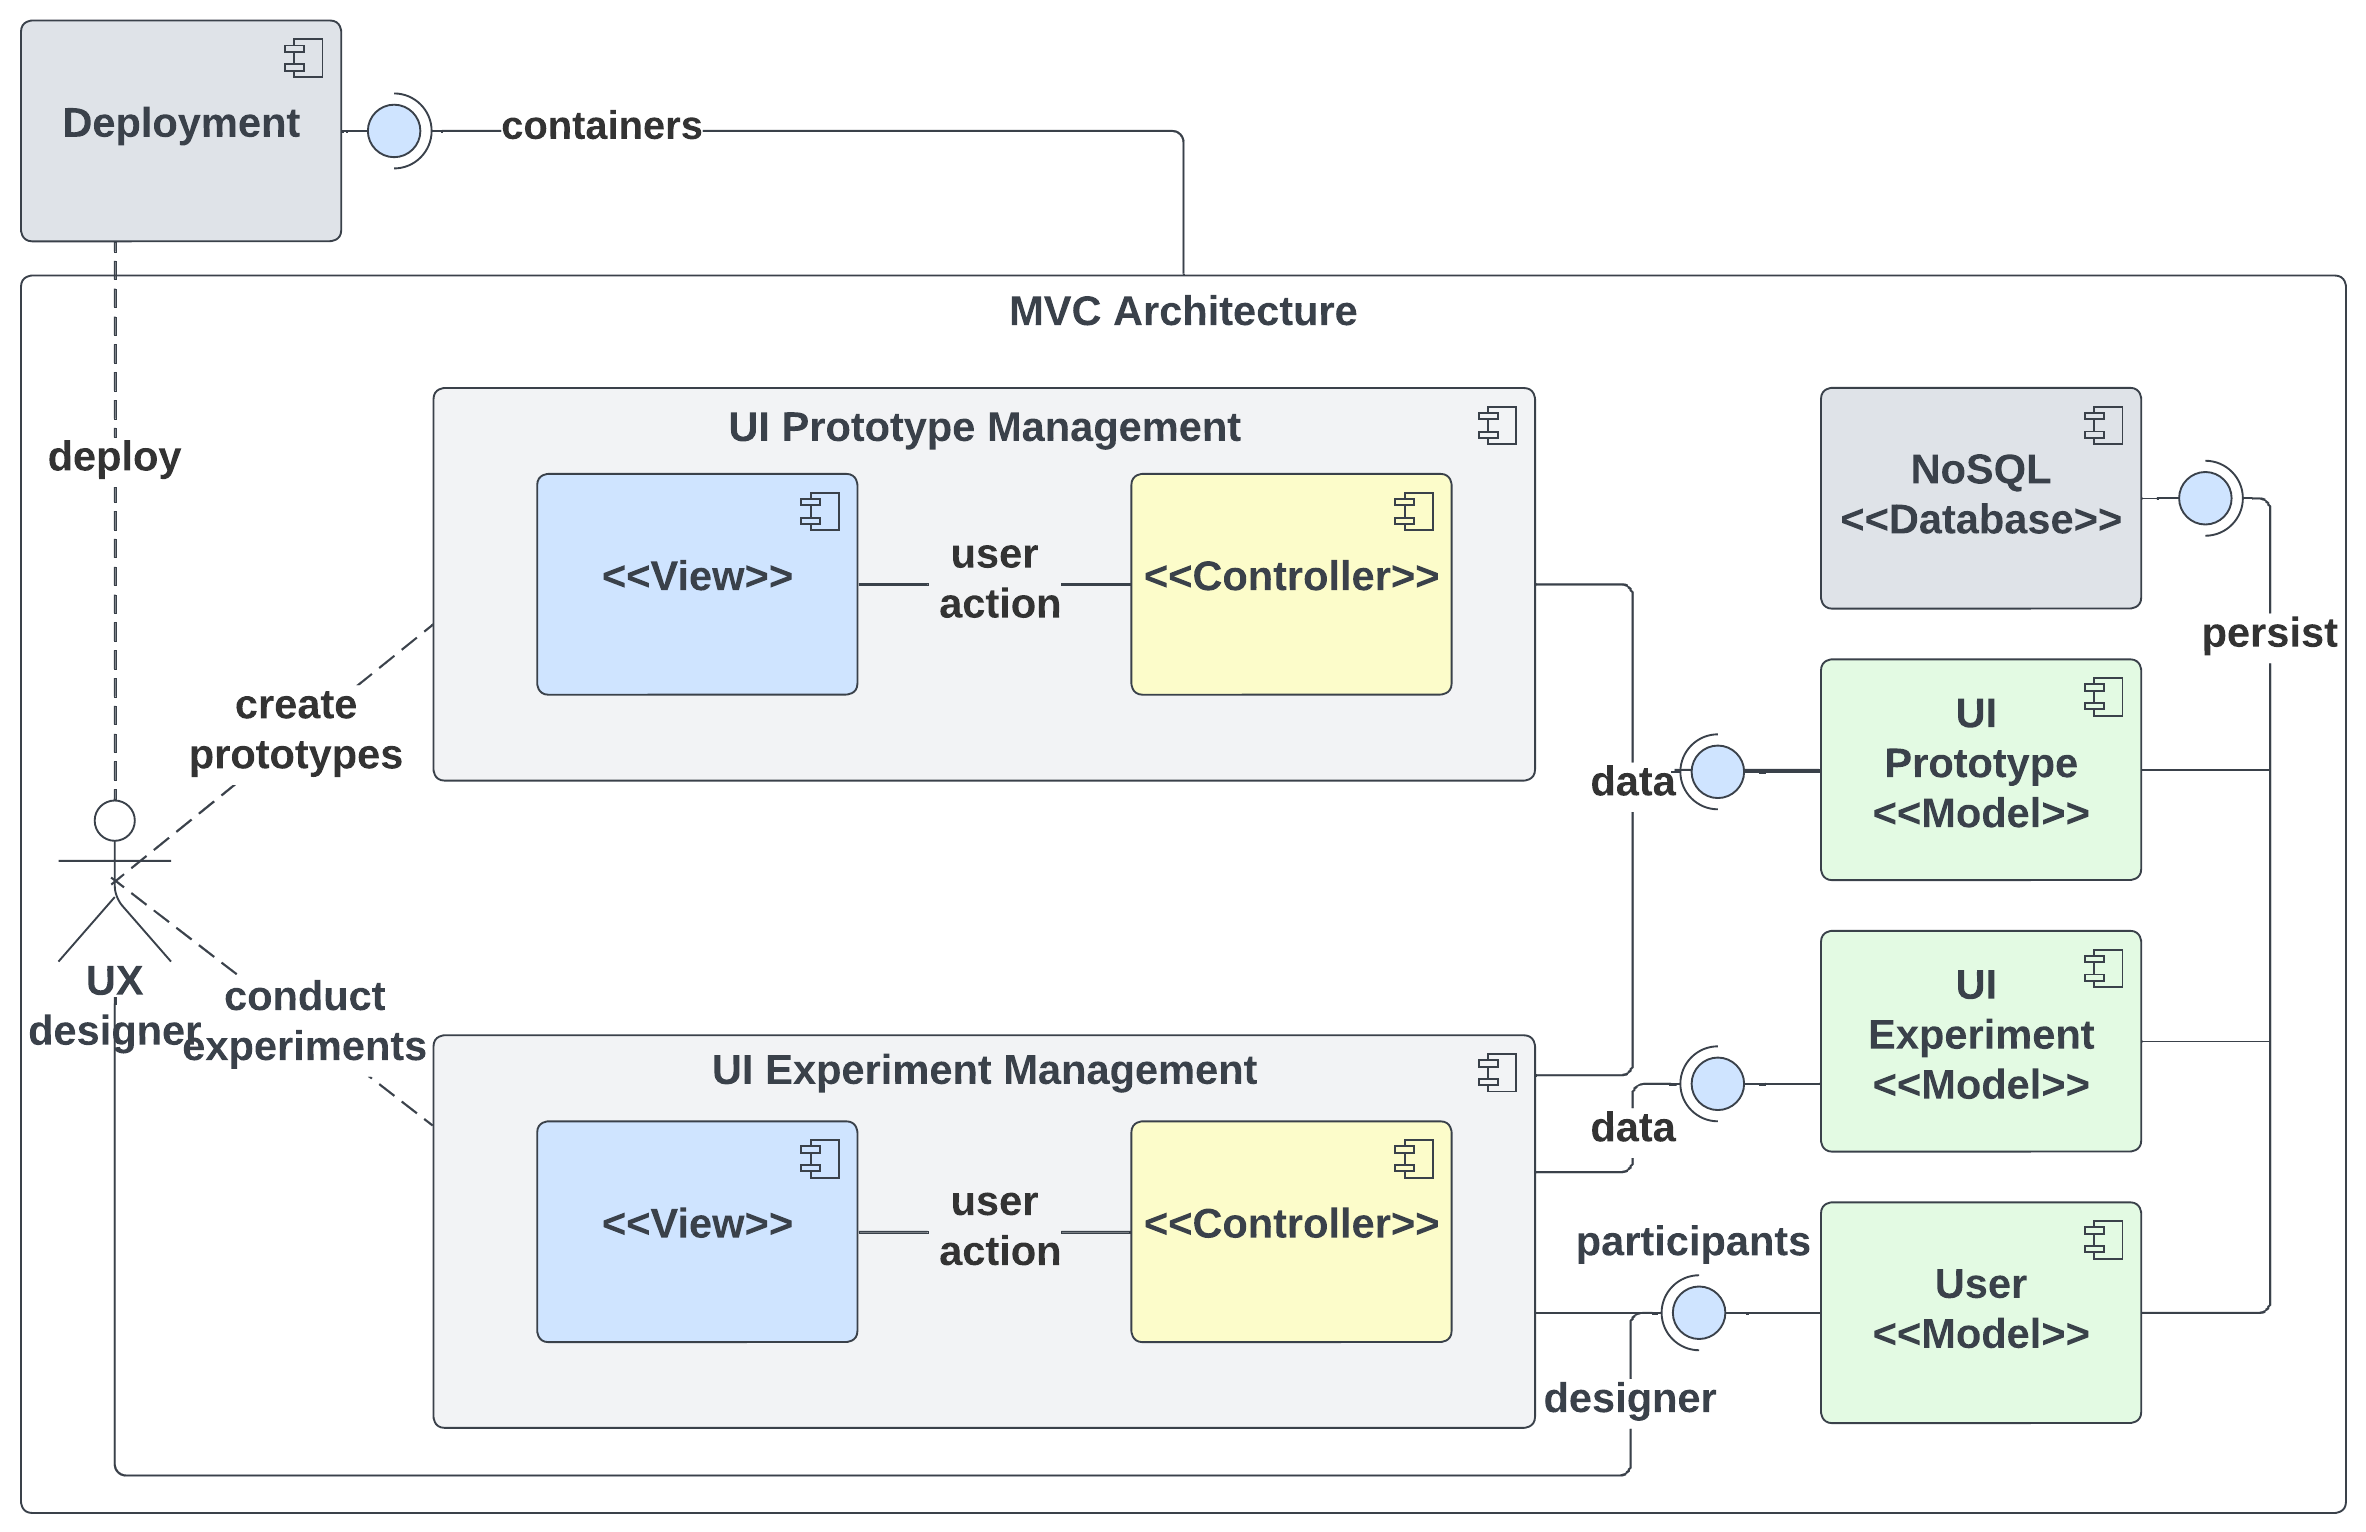 Deployment
containers
MVC Architecture
deploy
UI Prototype Management
<<View>>
user
action
<<Controller>>
NoSQL
<<Database>>
persist
create
prototypes
data
UI
Prototype
<<Model>>
UX
designer
conduct
experiments
UI Experiment Management
<<View>>
user
action
<<Controller>>
data
UI
Experiment
<<Model>>
participants
User
<<Model>>
designer